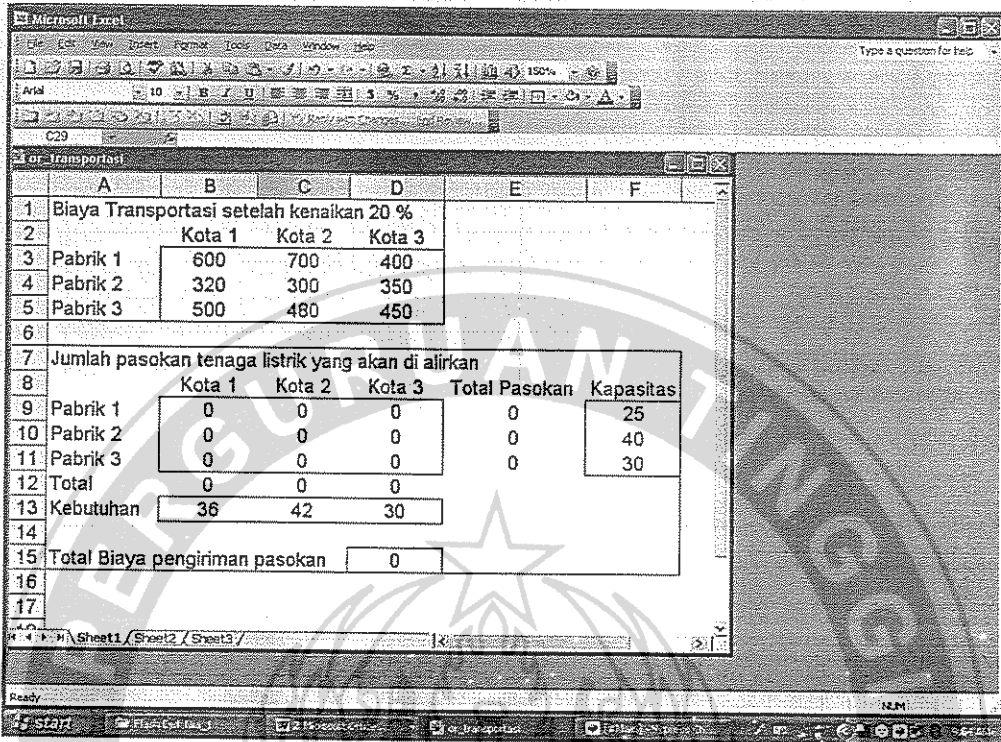 Microsoft Excel
File Edit View Insert Format Tools Data Window Help Type a question for help
150%
Arial 10 B I U
C29
or_transportasi
A B C D E F
1 Biaya Transportasi setelah kenaikan 20 %
2 Kota 1 Kota 2 Kota 3
3 Pabrik 1 600 700 400
4 Pabrik 2 320 300 350
5 Pabrik 3 500 480 450
6
7 Jumlah pasokan tenaga listrik yang akan di alirkan
8 Kota 1 Kota 2 Kota 3 Total Pasokan Kapasitas
9 Pabrik 1 0 0 0 0 25
10 Pabrik 2 0 0 0 0 40
11 Pabrik 3 0 0 0 0 30
12 Total 0 0 0
13 Kebutuhan 36 42 30
14
15 Total Biaya pengiriman pasokan 0
16
17
Sheet1 / Sheet2 / Sheet3 /
Ready NUM
start or_transportasi
PERGURUAN TINGGI